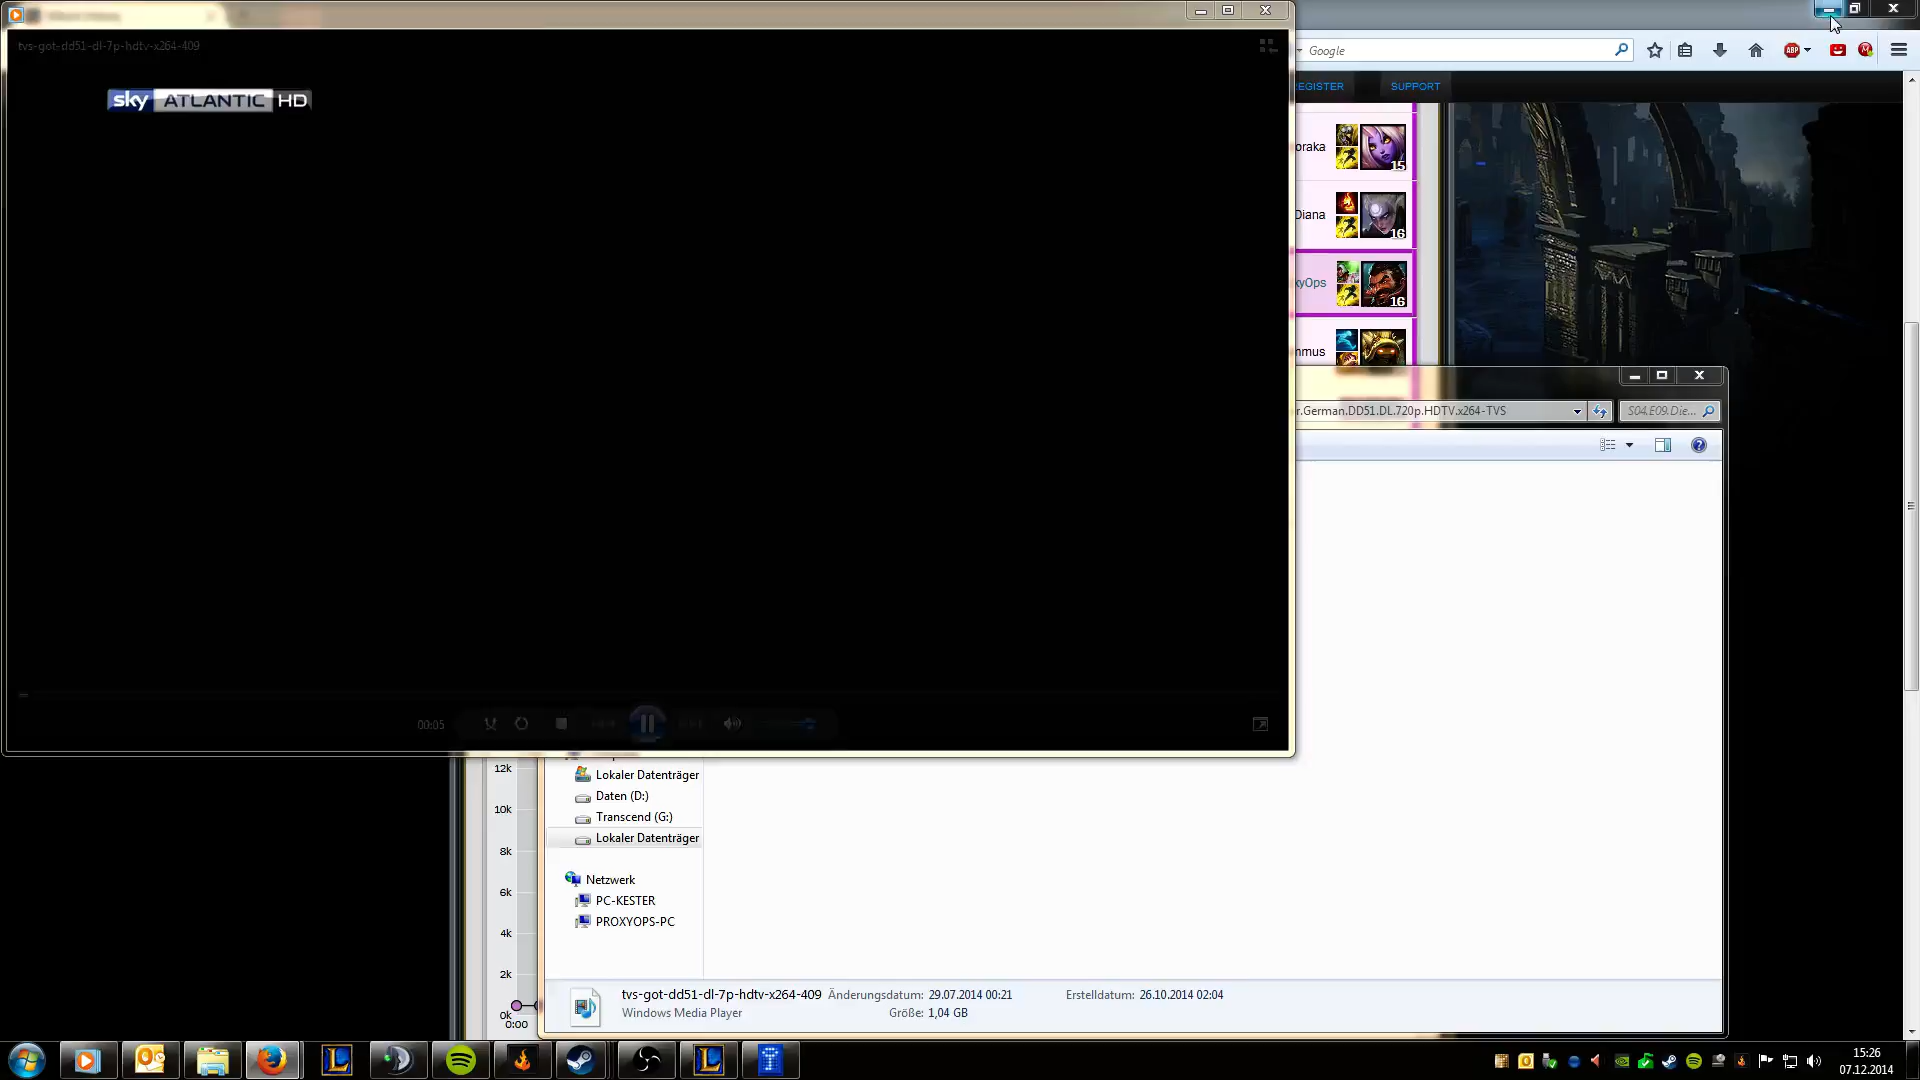 tvs-got-dd51-dl-7p-hdtv-x264-409
sky ATLANTIC HD
Google
ABP
EGISTER
SUPPORT
oraka
15
Diana
16
kyOps
16
mmus
r.German.DD51.DL.720p.HDTV.x264-TVS
S04.E09.Die...
00:05
12k
10k
8k
6k
4k
2k
0k
0:00
Lokaler Datenträger
Daten (D:)
Transcend (G:)
Lokaler Datenträger
Netzwerk
PC-KESTER
PROXYOPS-PC
tvs-got-dd51-dl-7p-hdtv-x264-409 Änderungsdatum: 29.07.2014 00:21 Erstelldatum: 26.10.2014 02:04
Windows Media Player Größe: 1,04 GB
15:26
07.12.2014